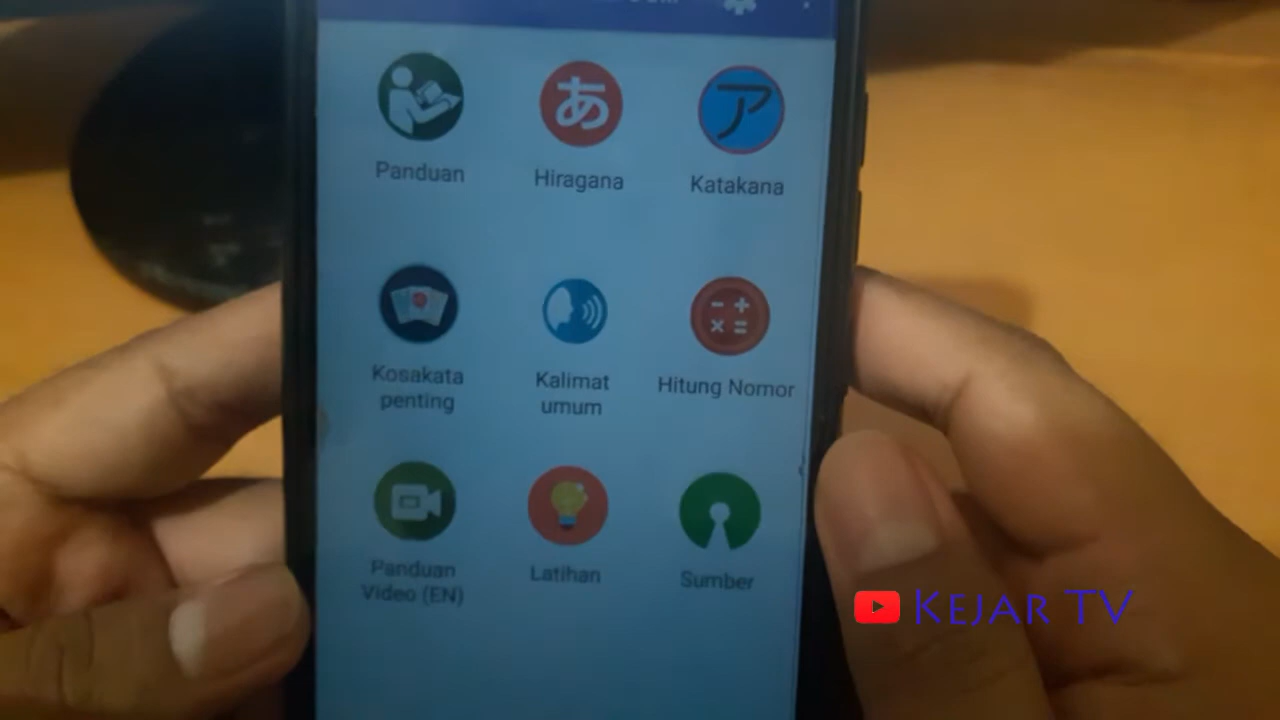 あ
ア
Panduan
Hiragana
Katakana
Kosakata
penting
Kalimat
umum
Hitung Nomor
Panduan
Video (EN)
Latihan
Sumber
KEJAR TV